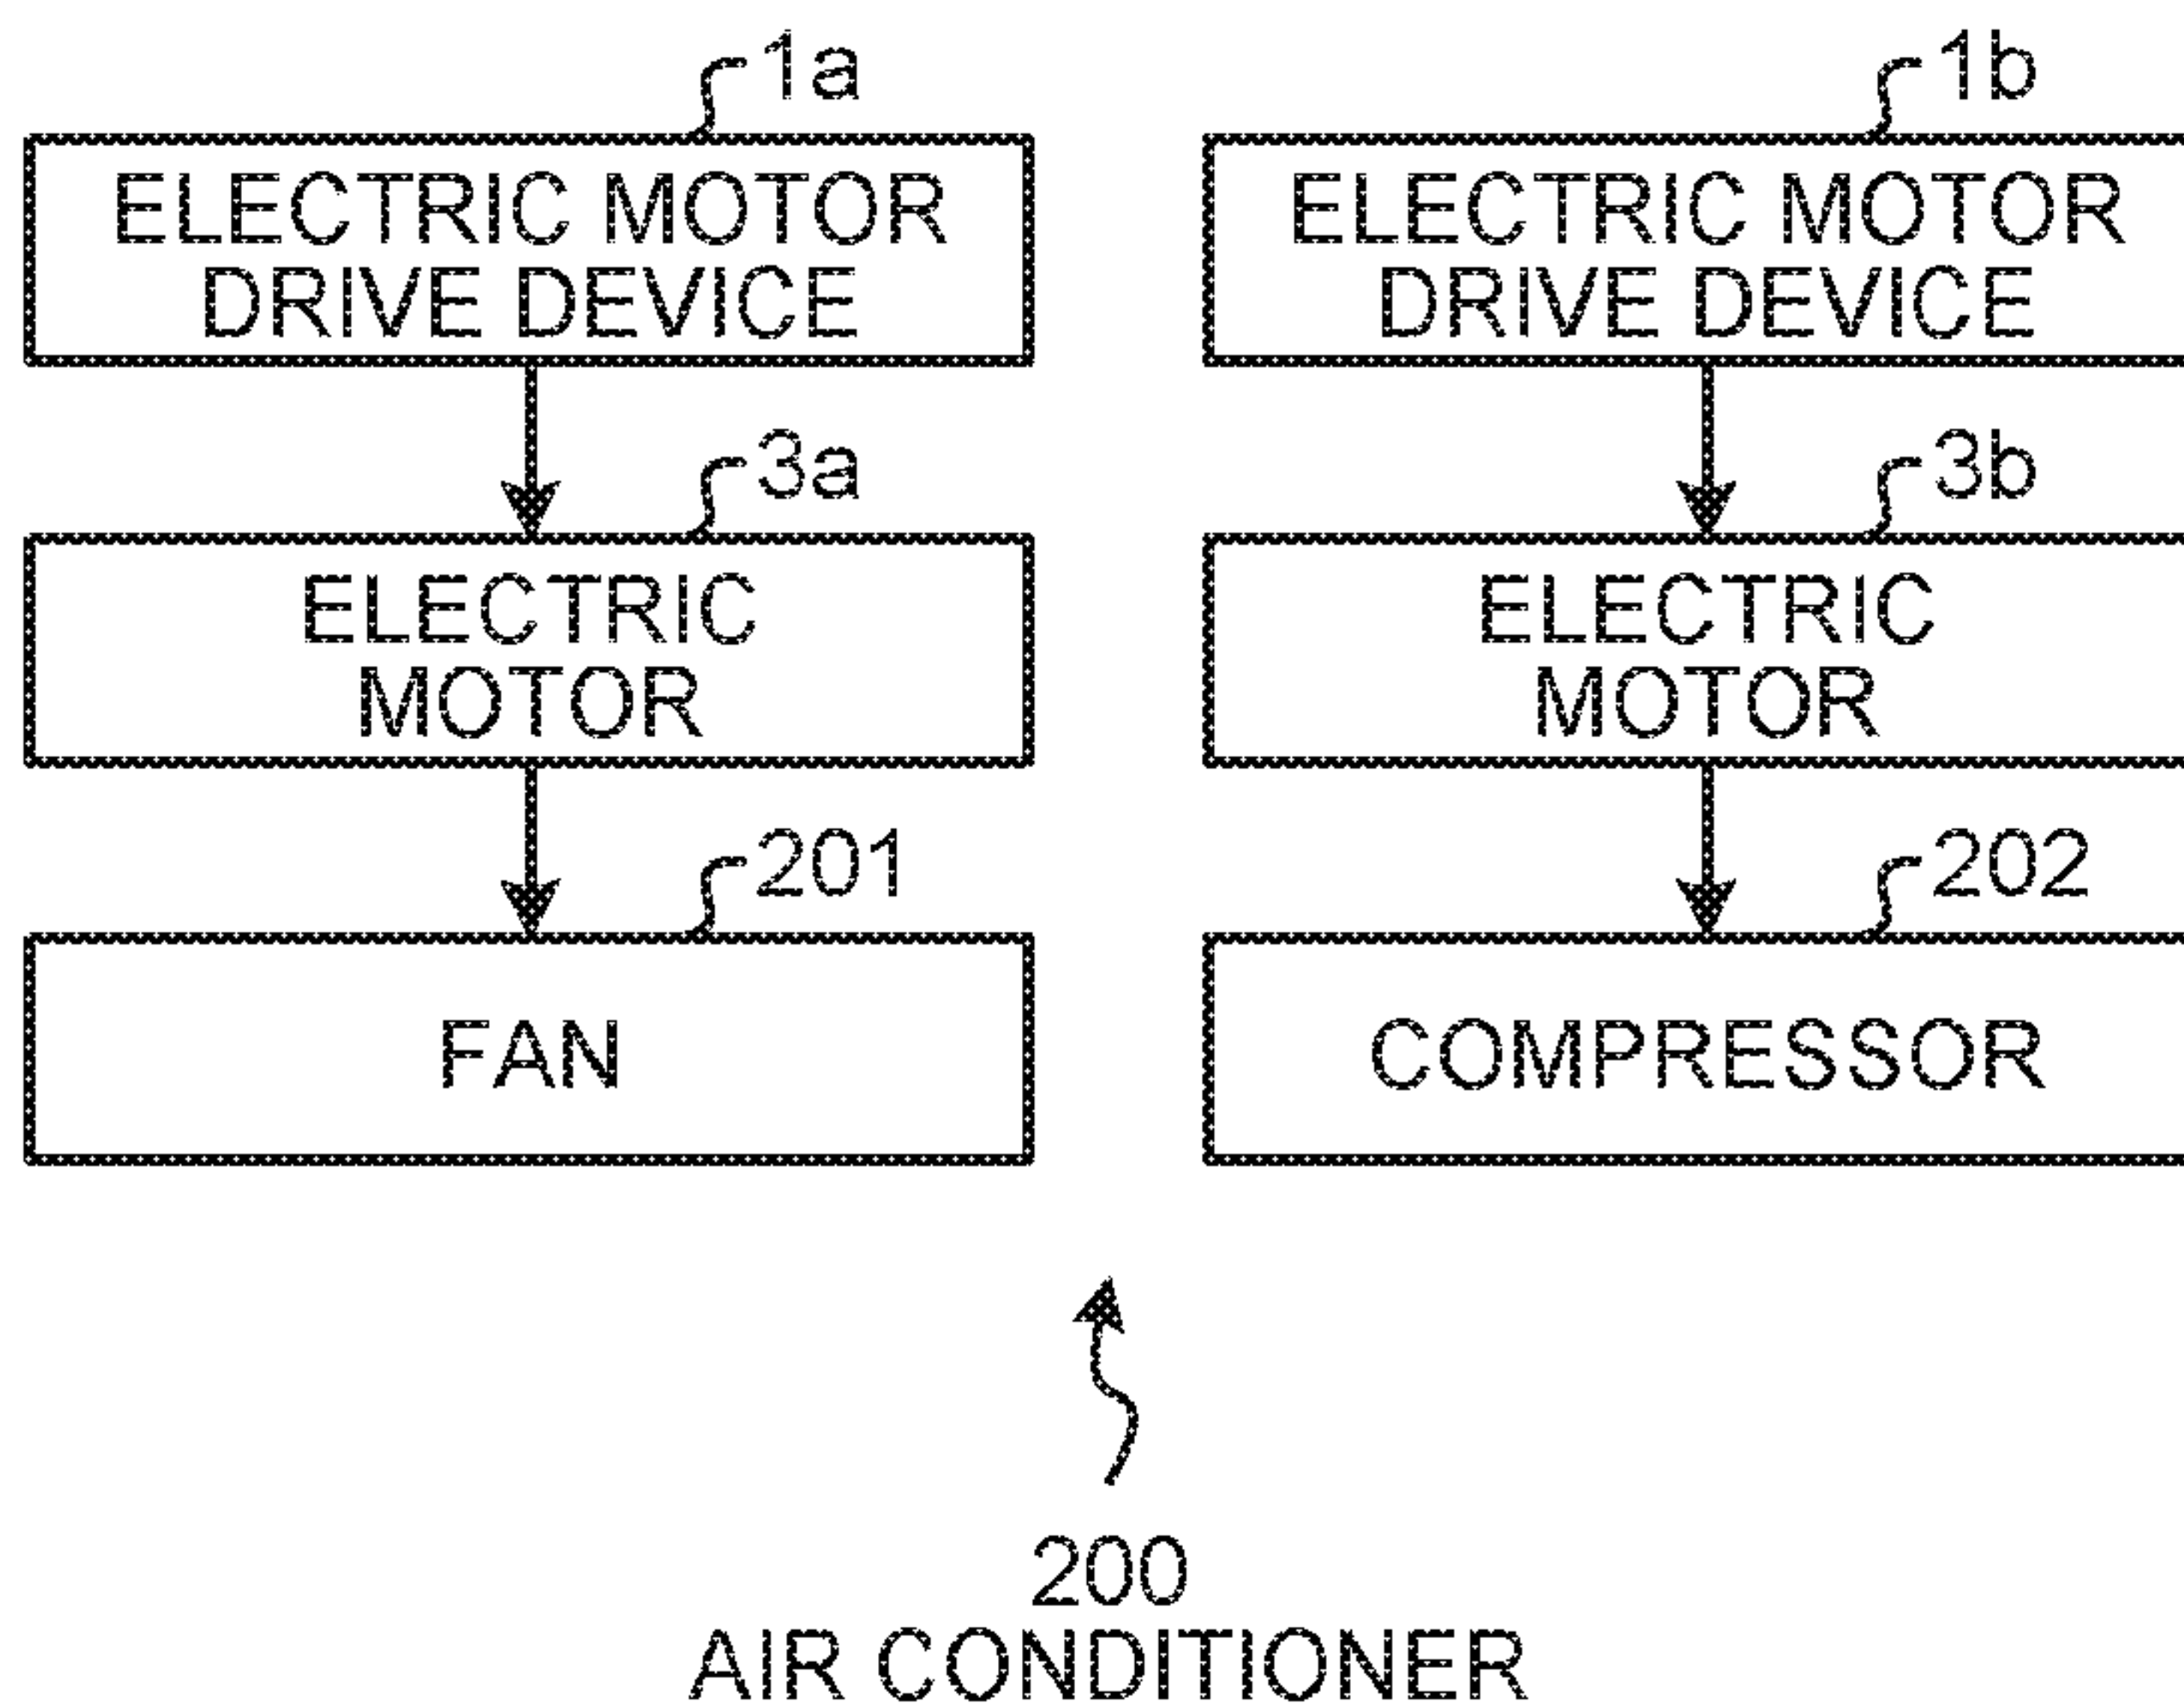 1a
ELECTRIC MOTOR
DRIVE DEVICE
3a
ELECTRIC
MOTOR
201
FAN
1b
ELECTRIC MOTOR
DRIVE DEVICE
3b
ELECTRIC
MOTOR
202
COMPRESSOR
200
AIR CONDITIONER